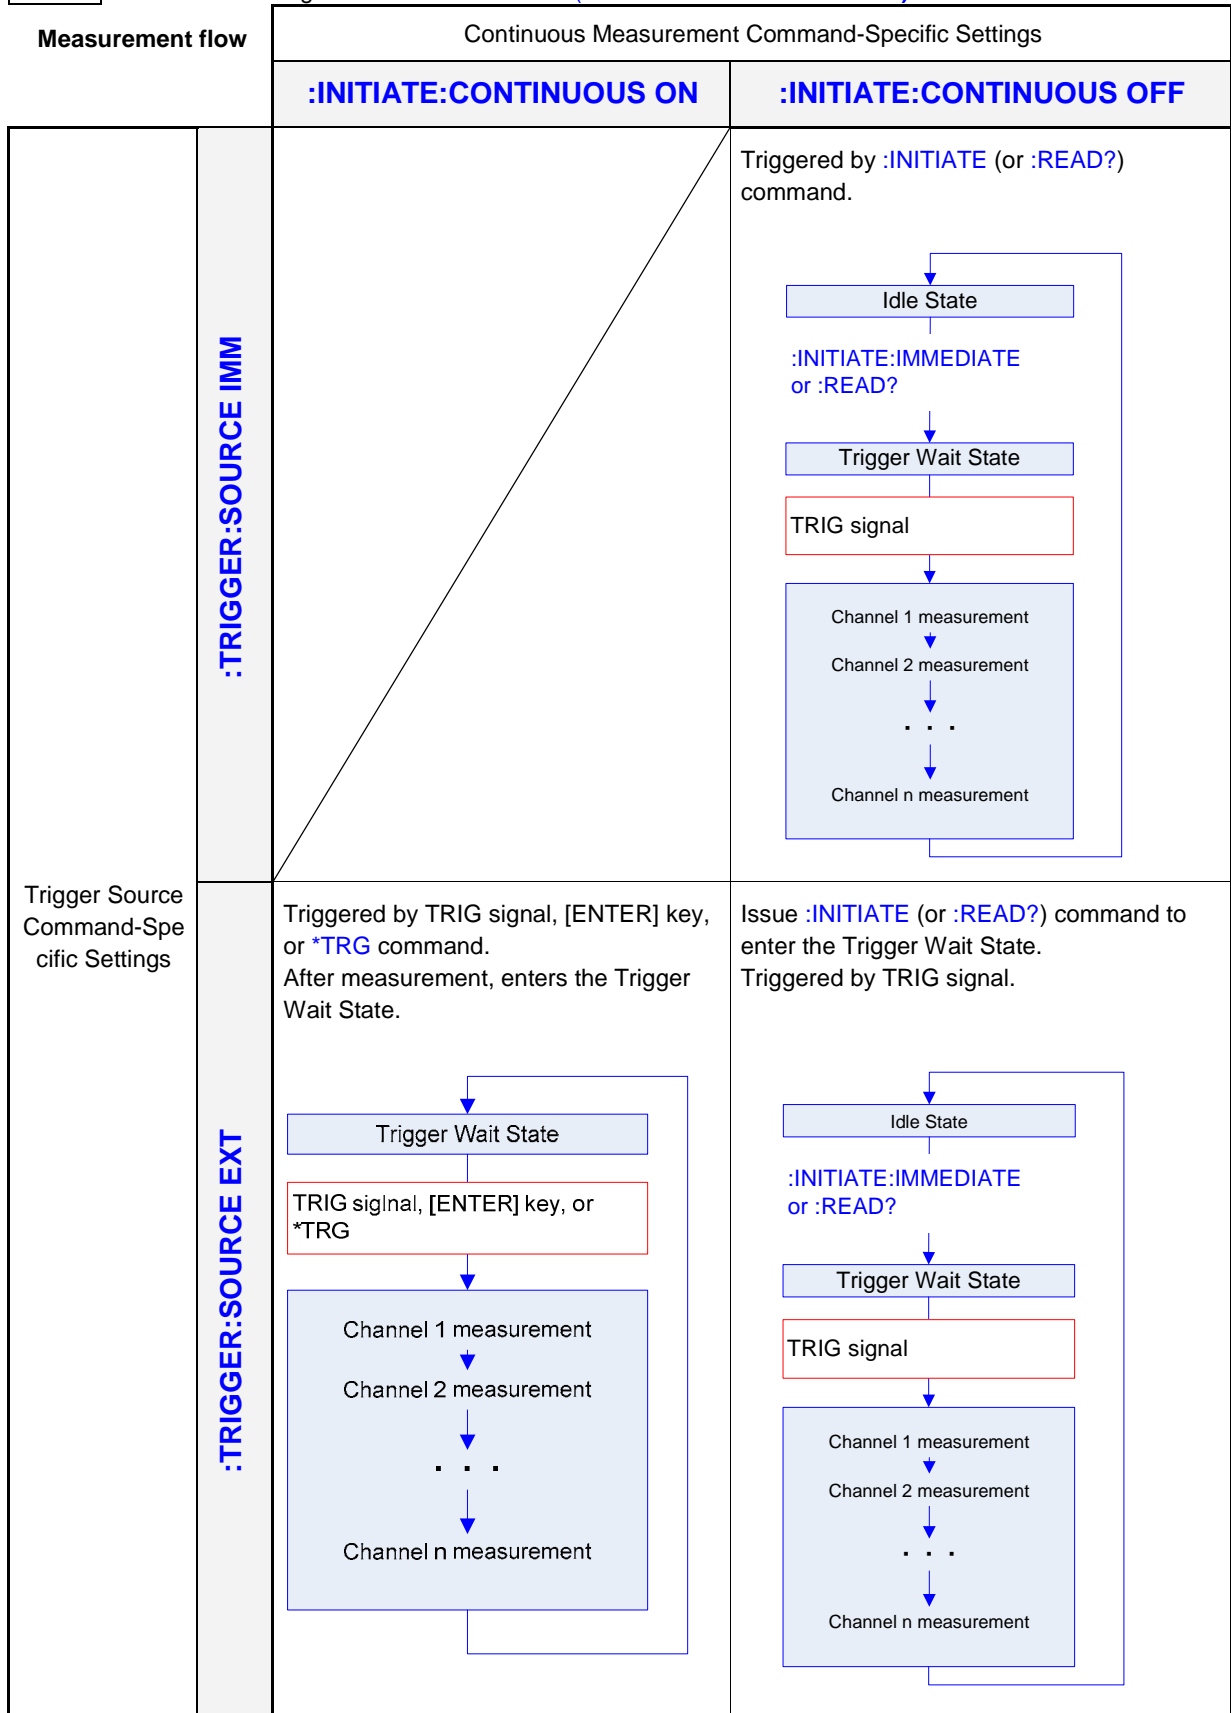 Measurement flow
Continuous Measurement Command-Specific Settings
:INITIATE:CONTINUOUS ON
:INITIATE:CONTINUOUS OFF
Trigger Source
Command-Spe
cific Settings
:TRIGGER:SOURCE IMM
Triggered by :INITIATE (or :READ?)
command.
Idle State
:INITIATE:IMMEDIATE
or :READ?
Trigger Wait State
TRIG signal
Channel 1 measurement
Channel 2 measurement
. . .
Channel n measurement
:TRIGGER:SOURCE EXT
Triggered by TRIG signal, [ENTER] key,
or *TRG command.
After measurement, enters the Trigger
Wait State.
Trigger Wait State
TRIG siglnal, [ENTER] key, or
*TRG
Channel 1 measurement
Channel 2 measurement
. . .
Channel n measurement
Issue :INITIATE (or :READ?) command to
enter the Trigger Wait State.
Triggered by TRIG signal.
Idle State
:INITIATE:IMMEDIATE
or :READ?
Trigger Wait State
TRIG signal
Channel 1 measurement
Channel 2 measurement
. . .
Channel n measurement